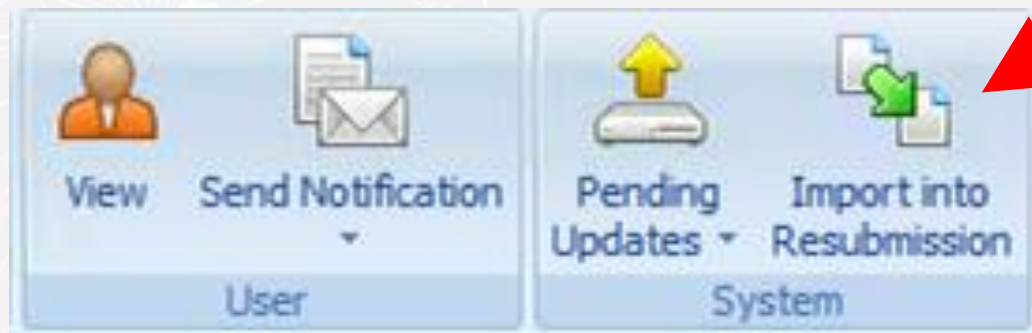 View
Send Notification
Pending
Updates
Import into
Resubmission
User
System